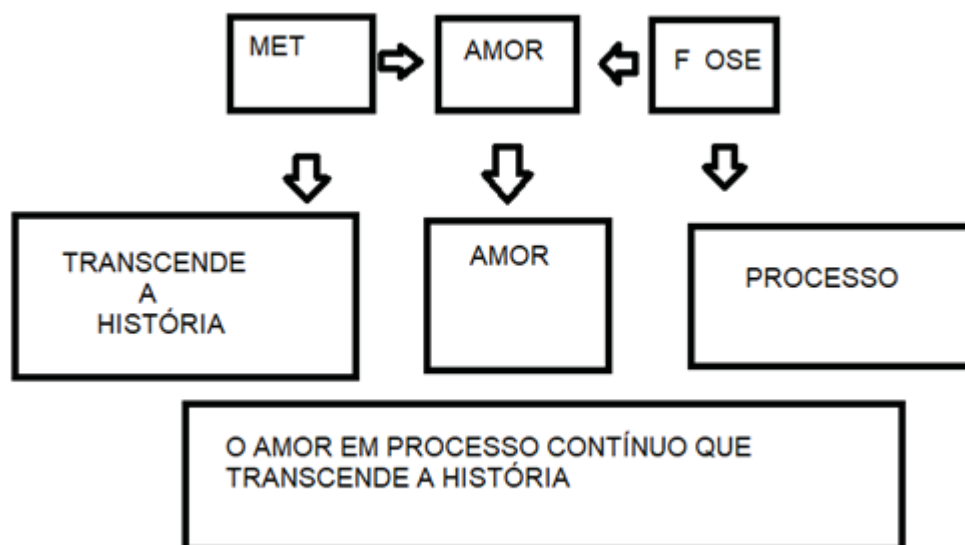 MET
AMOR
F OSE
TRANSCENDE
A
HISTÓRIA
AMOR
PROCESSO
O AMOR EM PROCESSO CONTÍNUO QUE
TRANSCENDE A HISTÓRIA